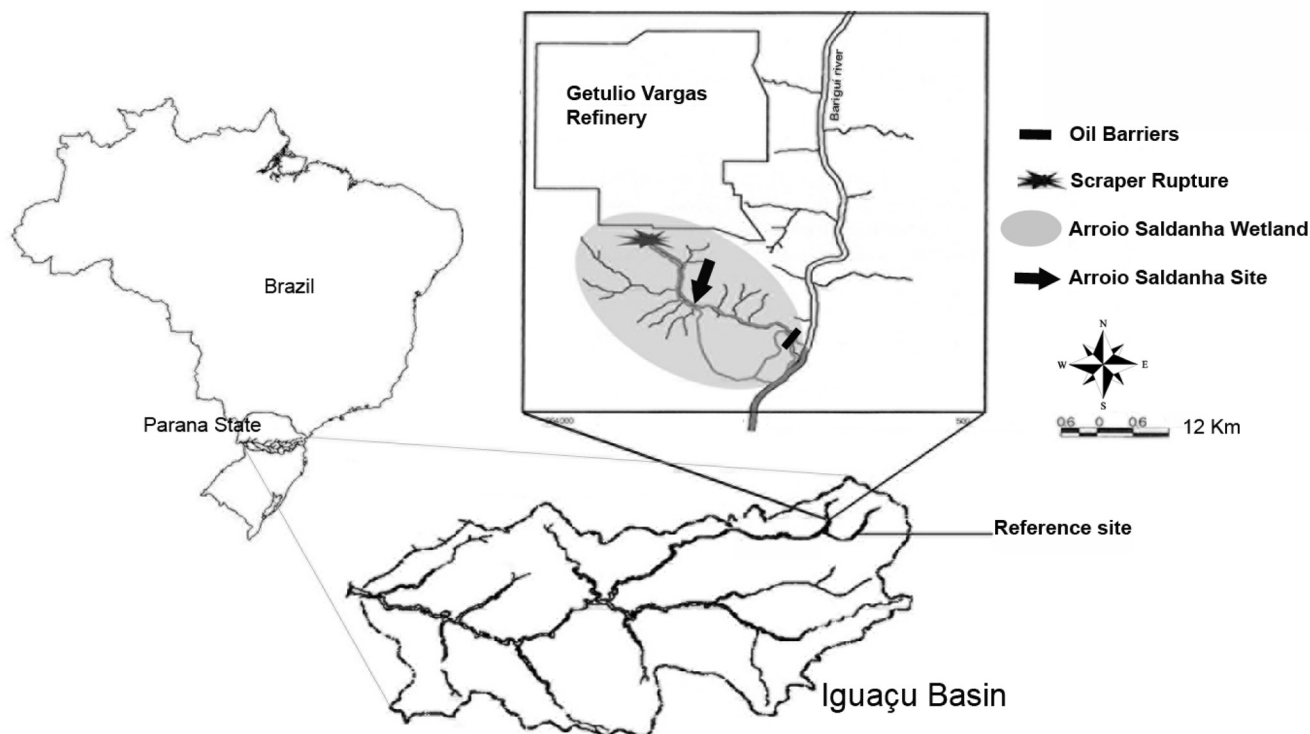 Getulio Vargas
Refinery
Barigui river
Oil Barriers
Scraper Rupture
Arroio Saldanha Wetland
Arroio Saldanha Site
Brazil
Parana State
N
W
E
S
0.6 0 0.6 12 Km
500
Reference site
Iguaçu Basin